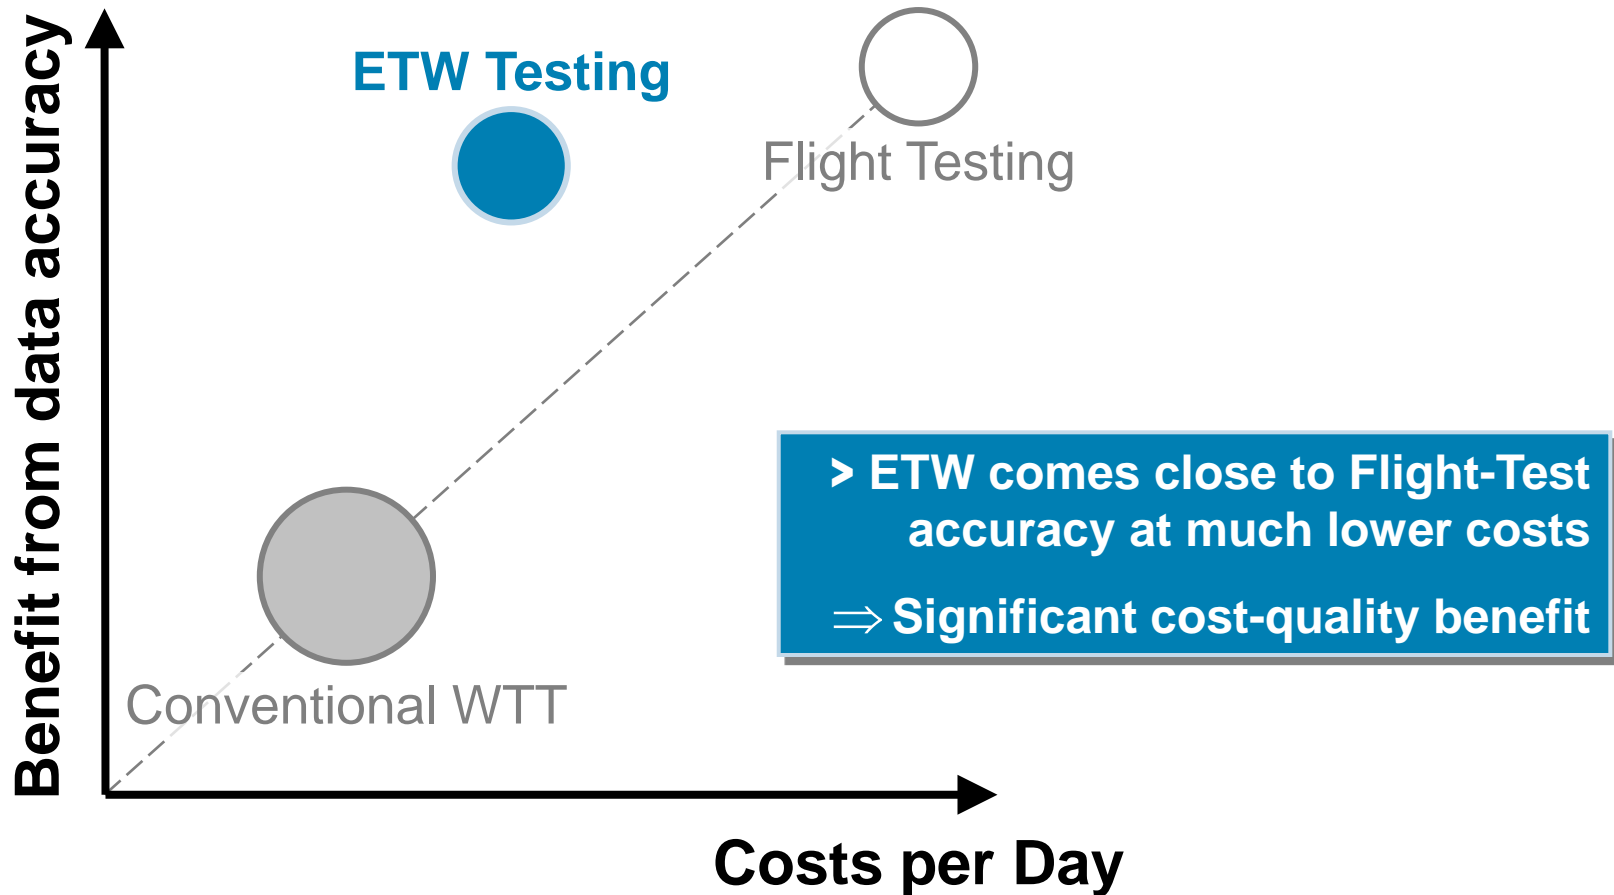 Benefit from data accuracy
ETW Testing
Flight Testing
Conventional WTT
> ETW comes close to Flight-Test
accuracy at much lower costs
⇒ Significant cost-quality benefit
Costs per Day